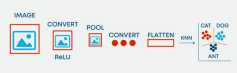 IMAGE
CONVERT
ReLU
POOL
CONVERT
FLATTEN
KNN
CAT
DOG
ANT